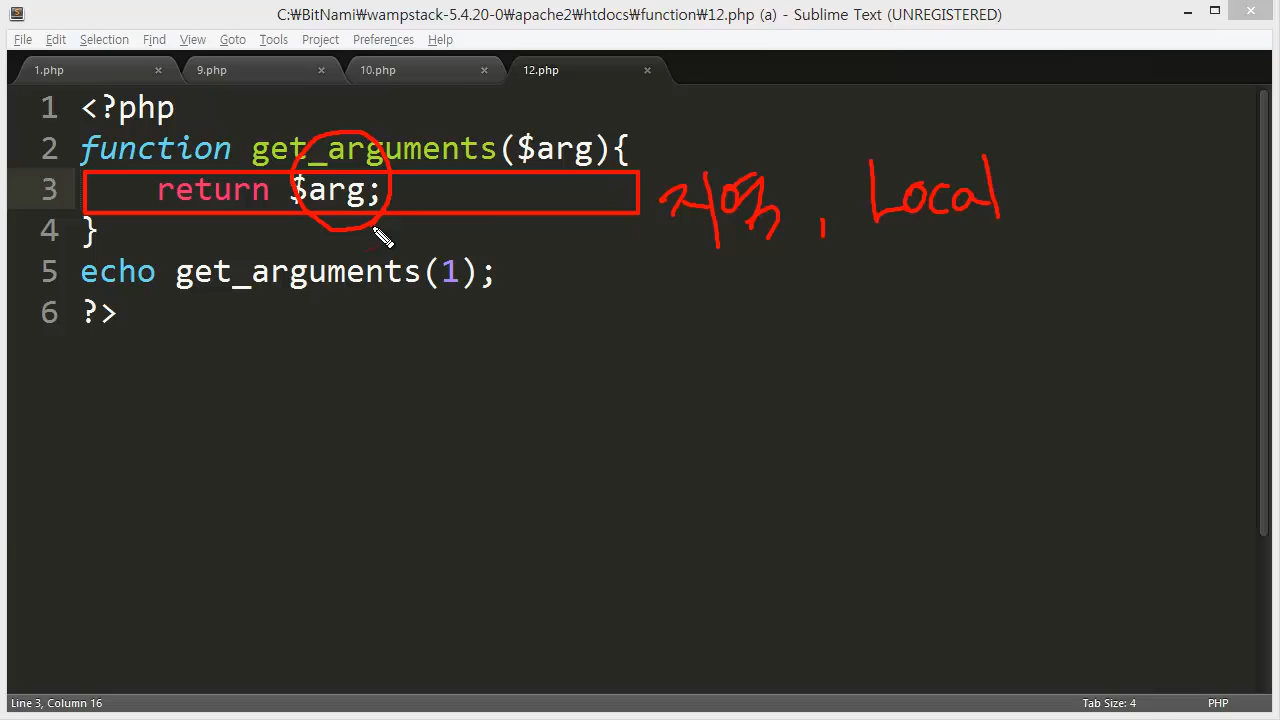 C:₩BitNami₩wampstack-5.4.20-0₩apache2₩htdocs₩function₩12.php (a) - Sublime Text (UNREGISTERED)
File Edit Selection Find View Goto Tools Project Preferences Help
1.php × 9.php × 10.php × 12.php ×
1 <?php
2 function get_arguments($arg){
3 return $arg;
지역, Local
4 }
5 echo get_arguments(1);
6 ?>
Line 3, Column 16 Tab Size: 4 PHP